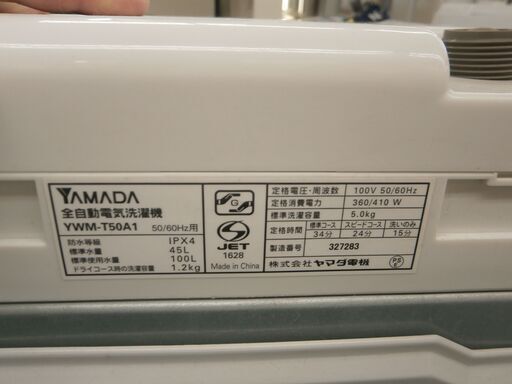 YAMADA
全自動電気洗濯機
YWM-T50A1 50/60Hz用
防水等級 IPX4
標準水量 45L
標準使用水量 100L
ドライコース時の洗濯容量 1.2kg
G
JET
1628
Made in China
定格電圧・周波数 100V 50/60Hz
定格消費電力 360/410 W
標準洗濯容量 5.0kg
定格時間 標準コース スピードコース 洗いのみ
34分 24分 15分
製造番号 327283
株式会社 ヤマダ電機
PS
E